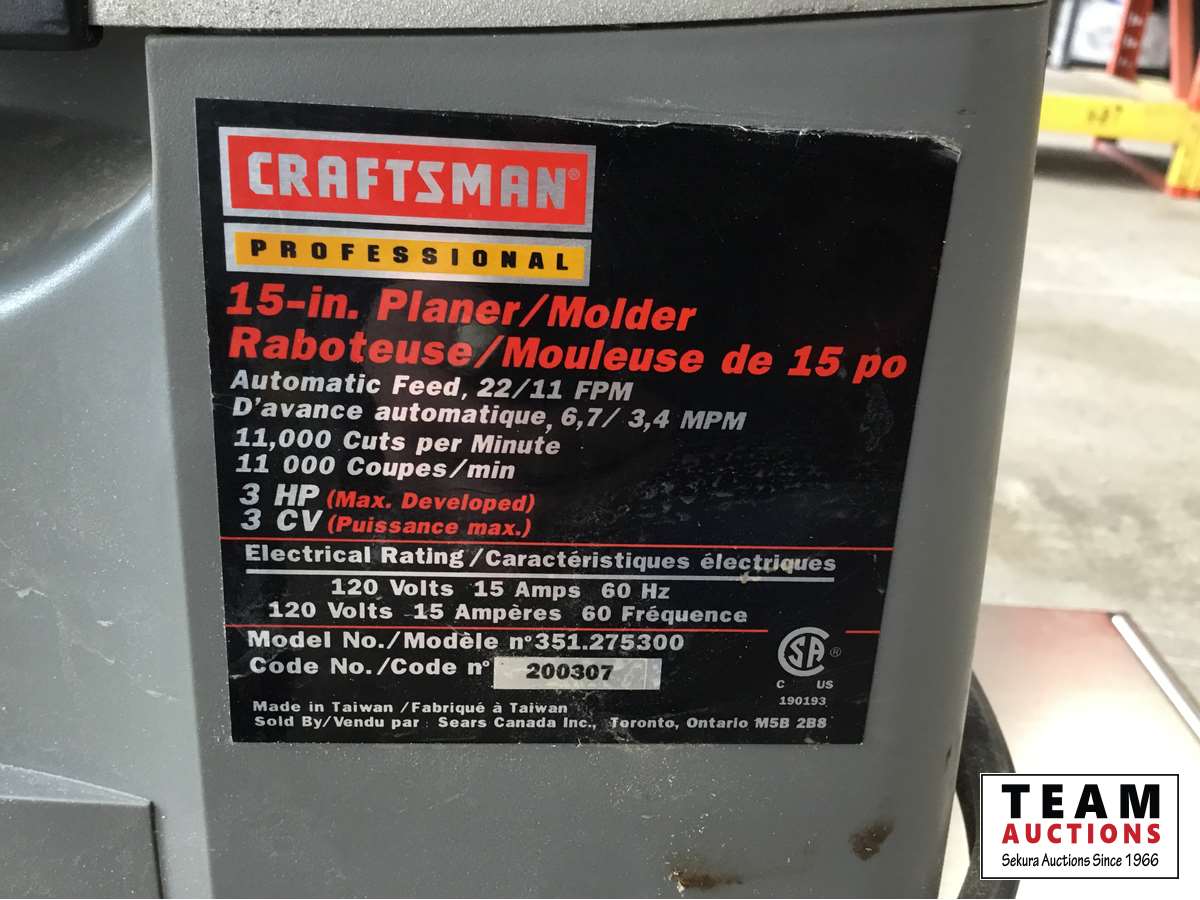 CRAFTSMAN®
PROFESSIONAL
15-in. Planer/Molder
Raboteuse/Mouleuse de 15 po
Automatic Feed, 22/11 FPM
D'avance automatique, 6,7/ 3,4 MPM
11,000 Cuts per Minute
11 000 Coupes/min
3 HP (Max. Developed)
3 CV (Puissance max.)
Electrical Rating/Caractéristiques électriques
120 Volts 15 Amps 60 Hz
120 Volts 15 Ampères 60 Fréquence
Model No./Modèle n°351.275300
Code No./Code n° 200307
SA ®
C US
190193
Made in Taiwan /Fabriqué à Taiwan
Sold By/Vendu par : Sears Canada Inc., Toronto, Ontario M5B 2B8
TEAM
AUCTIONS
Sekura Auctions Since 1966